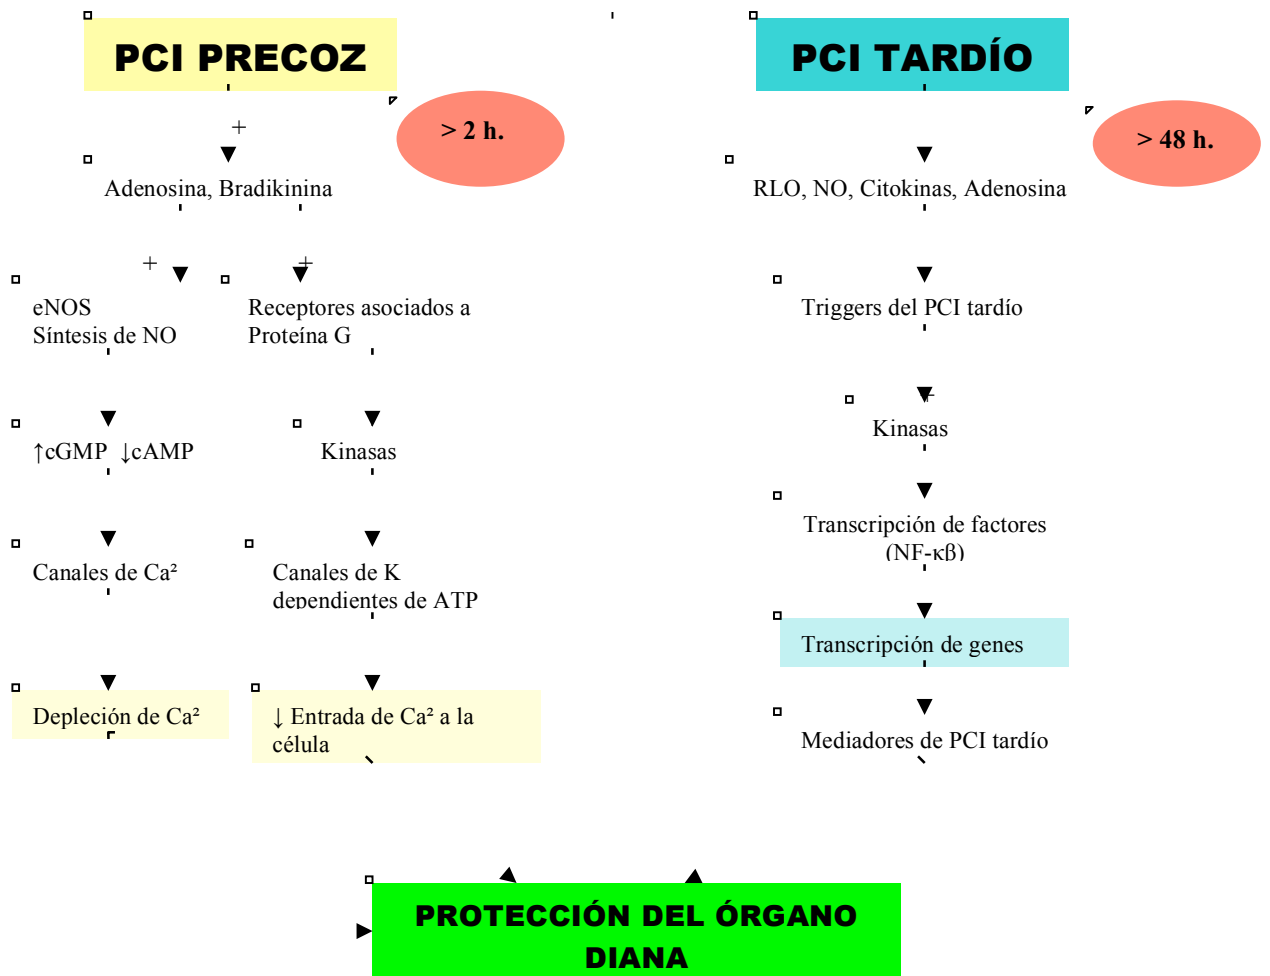 PCI PRECOZ
> 2 h.
+
Adenosina, Bradikinina
+
+
eNOS
Síntesis de NO
Receptores asociados a
Proteína G
↑cGMP ↓cAMP
Kinasas
Canales de Ca²
Canales de K
dependientes de ATP
Depleción de Ca²
↓ Entrada de Ca² a la
célula
PCI TARDÍO
> 48 h.
RLO, NO, Citokinas, Adenosina
Triggers del PCI tardío
+
Kinasas
Transcripción de factores
(NF-κβ)
Transcripción de genes
Mediadores de PCI tardío
PROTECCIÓN DEL ÓRGANO
DIANA